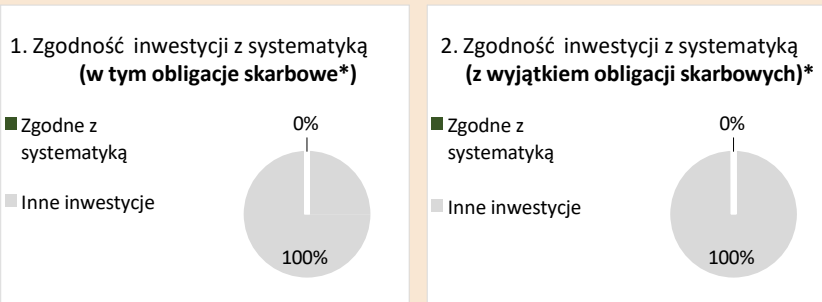 1. Zgodność inwestycji z systematyką
(w tym obligacje skarbowe*)
Zgodne z
systematyką
Inne inwestycje
0%
100%
2. Zgodność inwestycji z systematyką
(z wyjątkiem obligacji skarbowych)*
Zgodne z
systematyką
Inne inwestycje
0%
100%